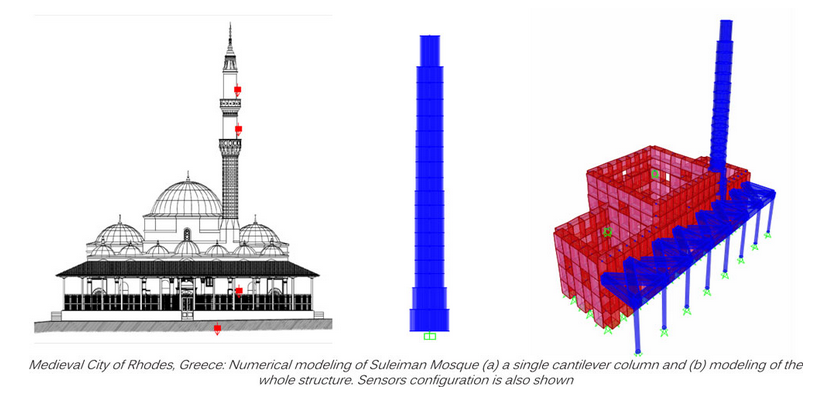 Medieval City of Rhodes, Greece: Numerical modeling of Suleiman Mosque (a) a single cantilever column and (b) modeling of the
whole structure. Sensors configuration is also shown